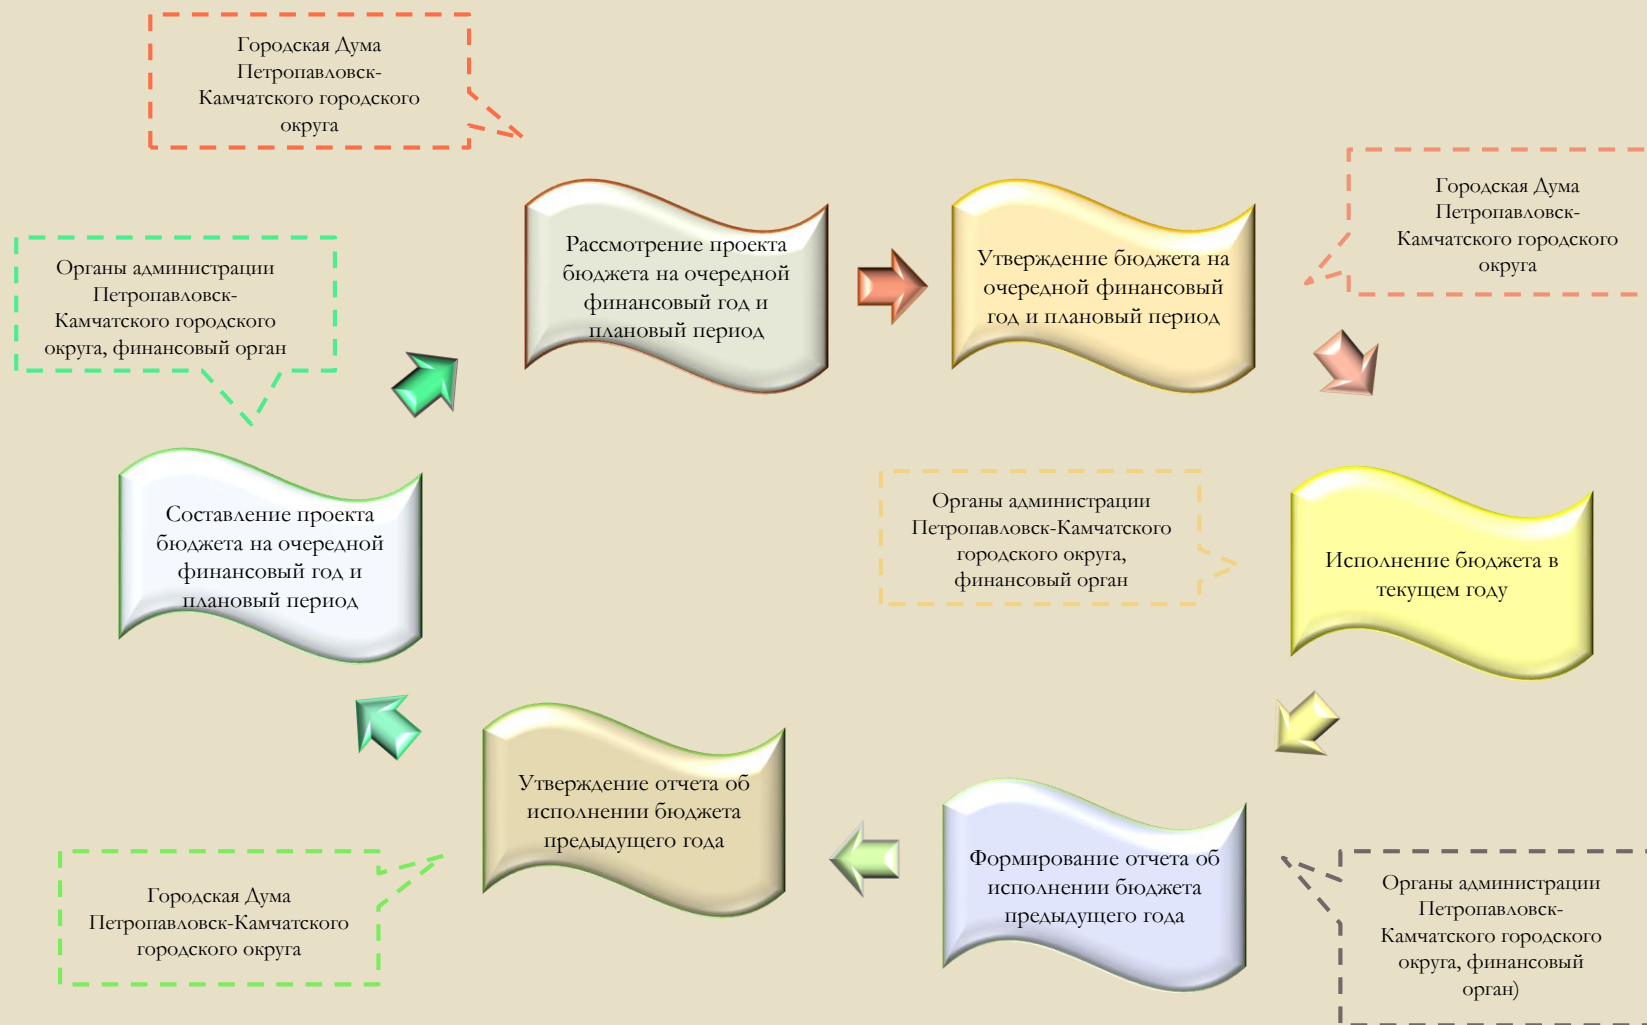 Городская Дума
Петропавловск-
Камчатского городского
округа
Городская Дума
Петропавловск-
Камчатского городского
округа
Рассмотрение проекта
бюджета на очередной
финансовый год и
плановый период
Утверждение бюджета на
очередной финансовый
год и плановый период
Органы администрации
Петропавловск-
Камчатского городского
округа, финансовый орган
Составление проекта
бюджета на очередной
финансовый год и
плановый период
Органы администрации
Петропавловск-Камчатского
городского округа,
финансовый орган
Исполнение бюджета в
текущем году
Утверждение отчета об
исполнении бюджета
предыдущего года
Формирование отчета об
исполнении бюджета
предыдущего года
Городская Дума
Петропавловск-Камчатского
городского округа
Органы администрации
Петропавловск-
Камчатского городского
округа, финансовый
орган)